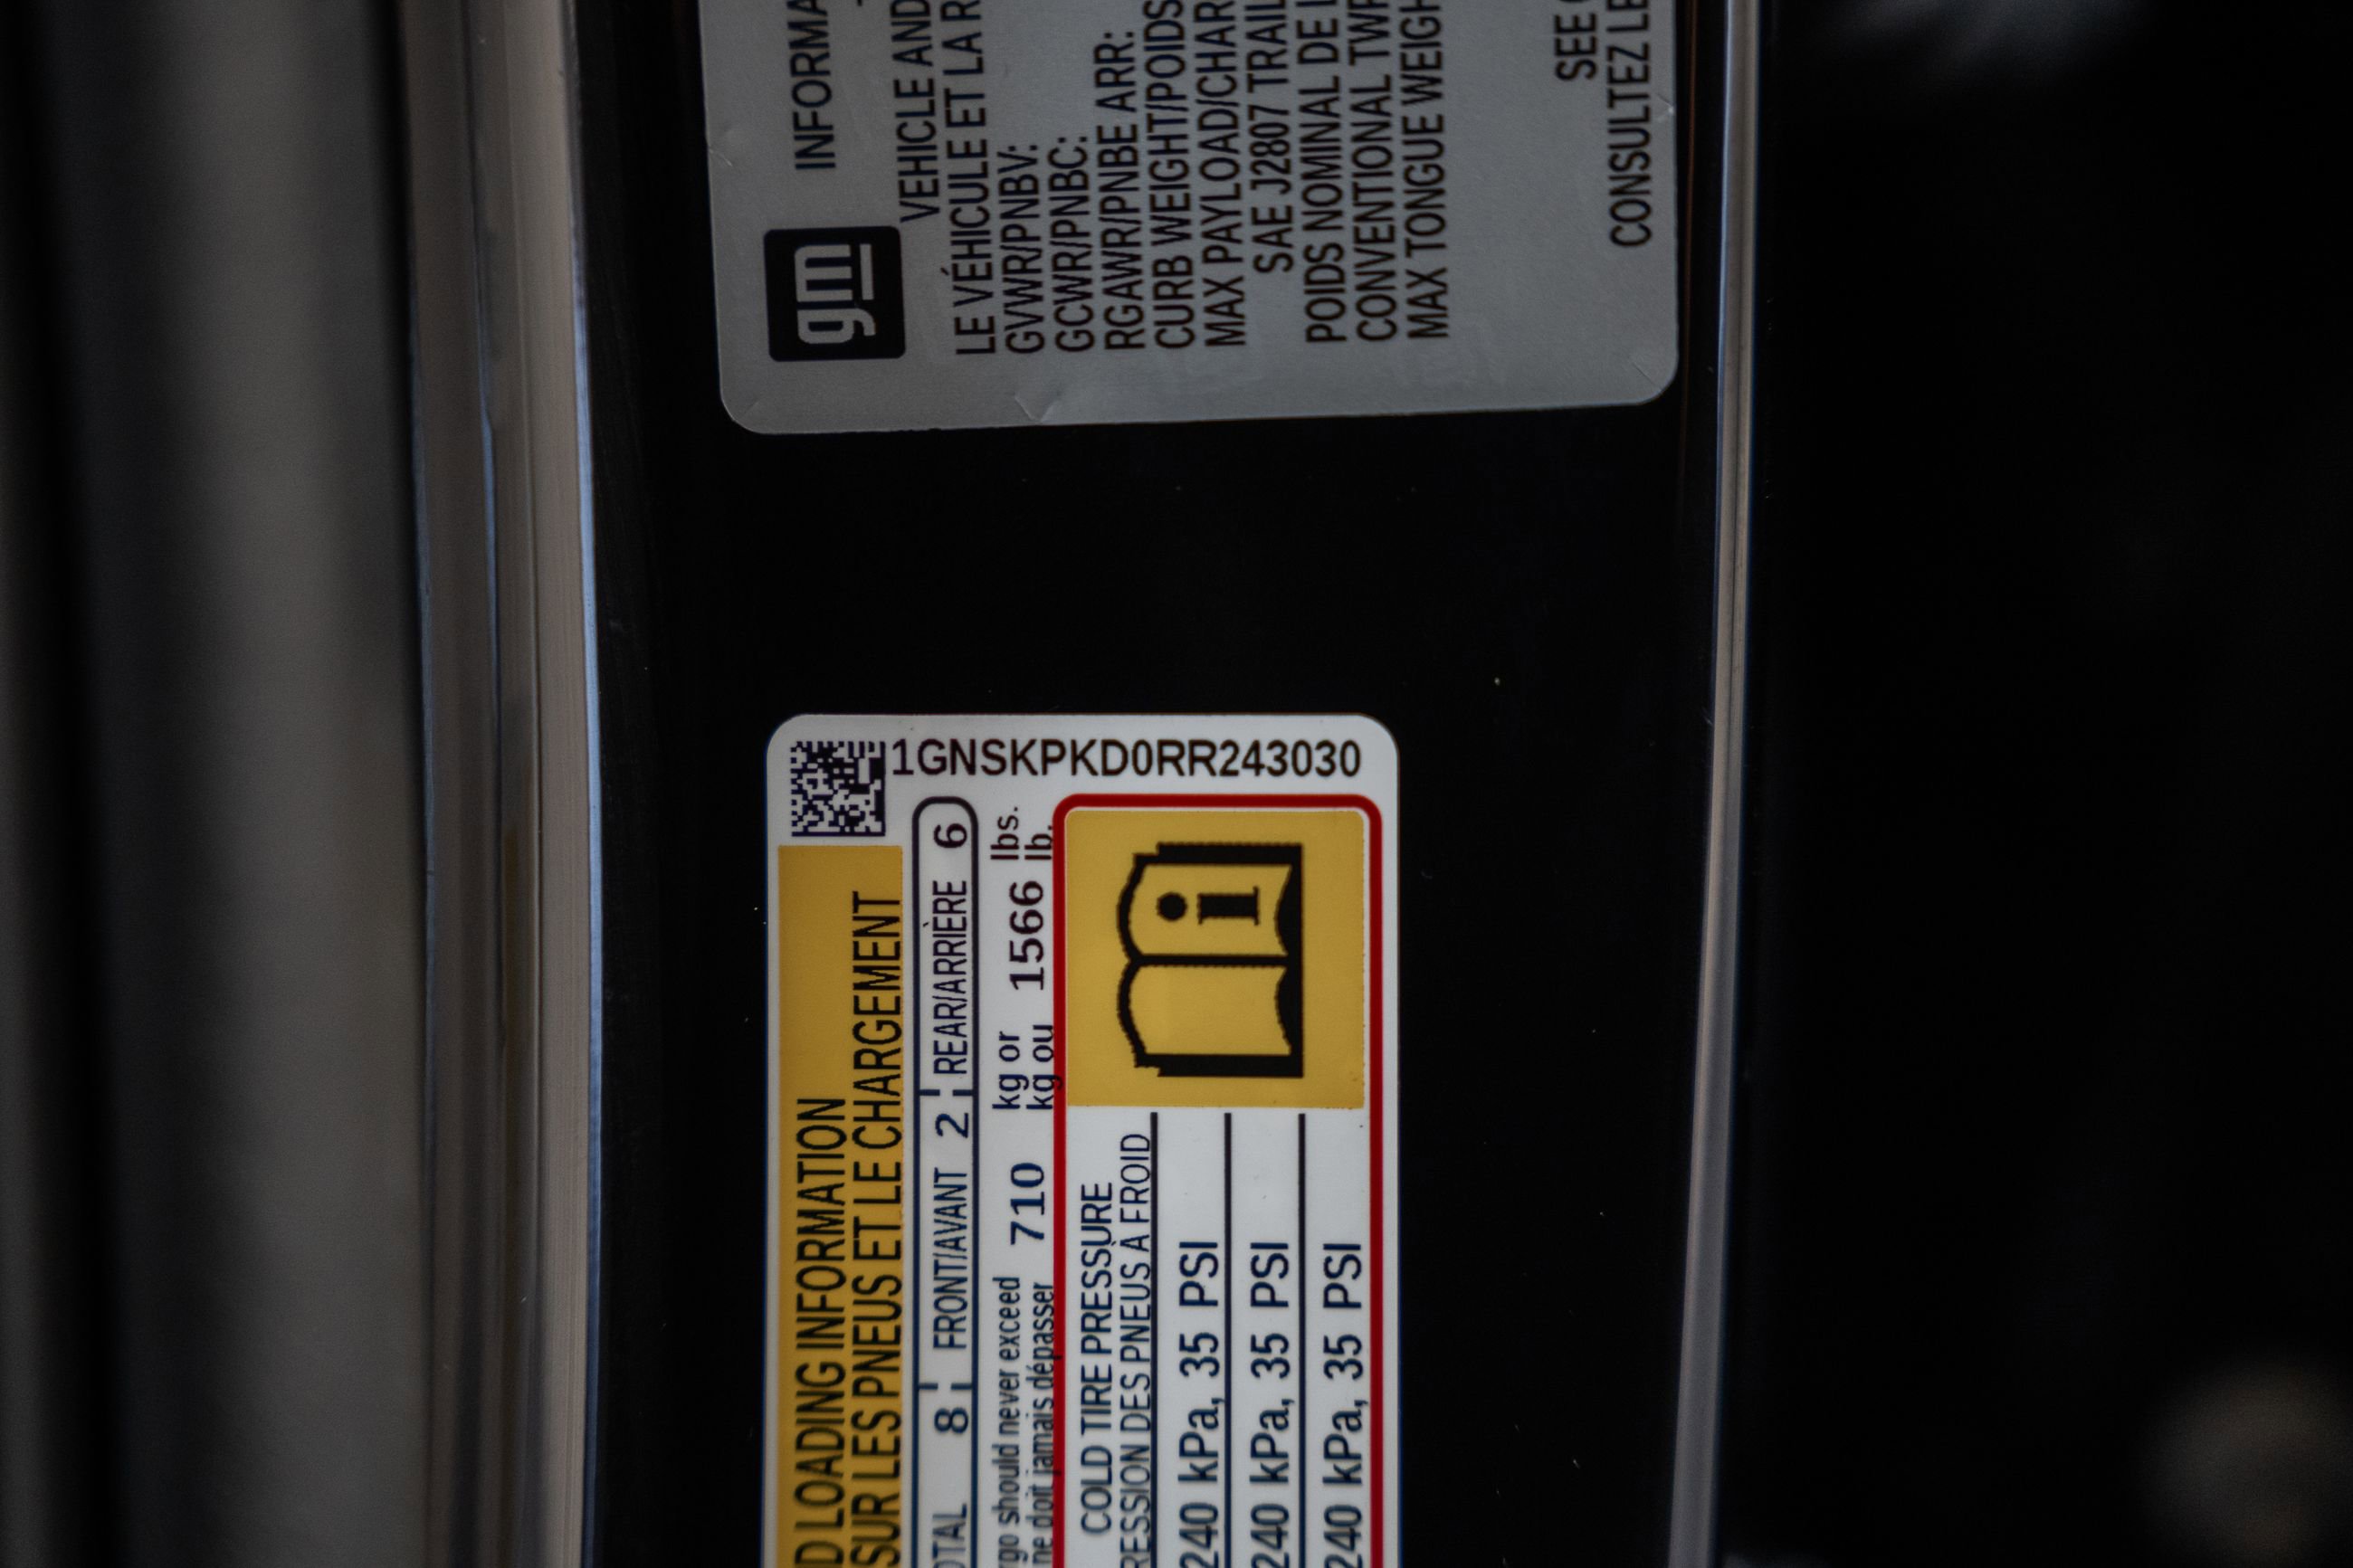 gm
INFORMA
VEHICLE AND
LE VÉHICULE ET LA R
GVWR/PNBV:
GCWR/PNBC:
RGAWR/PNBE ARR:
CURB WEIGHT/POIDS
MAX PAYLOAD/CHAR
SAE J2807 TRAIL
POIDS NOMINAL DE
CONVENTIONAL TWR
MAX TONGUE WEIGH
SEE
CONSULTEZ LE
1GNSKPKD0RR243030
D LOADING INFORMATION
SUR LES PNEUS ET LE CHARGEMENT
OTAL 8 FRONT/AVANT 2 REAR/ARRIÈRE 6
rgo should never exceed 710 kg or 1566 lbs.
ne doit jamais dépasser kg ou lb.
COLD TIRE PRESSURE
RESSION DES PNEUS À FROID
240 kPa, 35 PSI
240 kPa, 35 PSI
240 kPa, 35 PSI